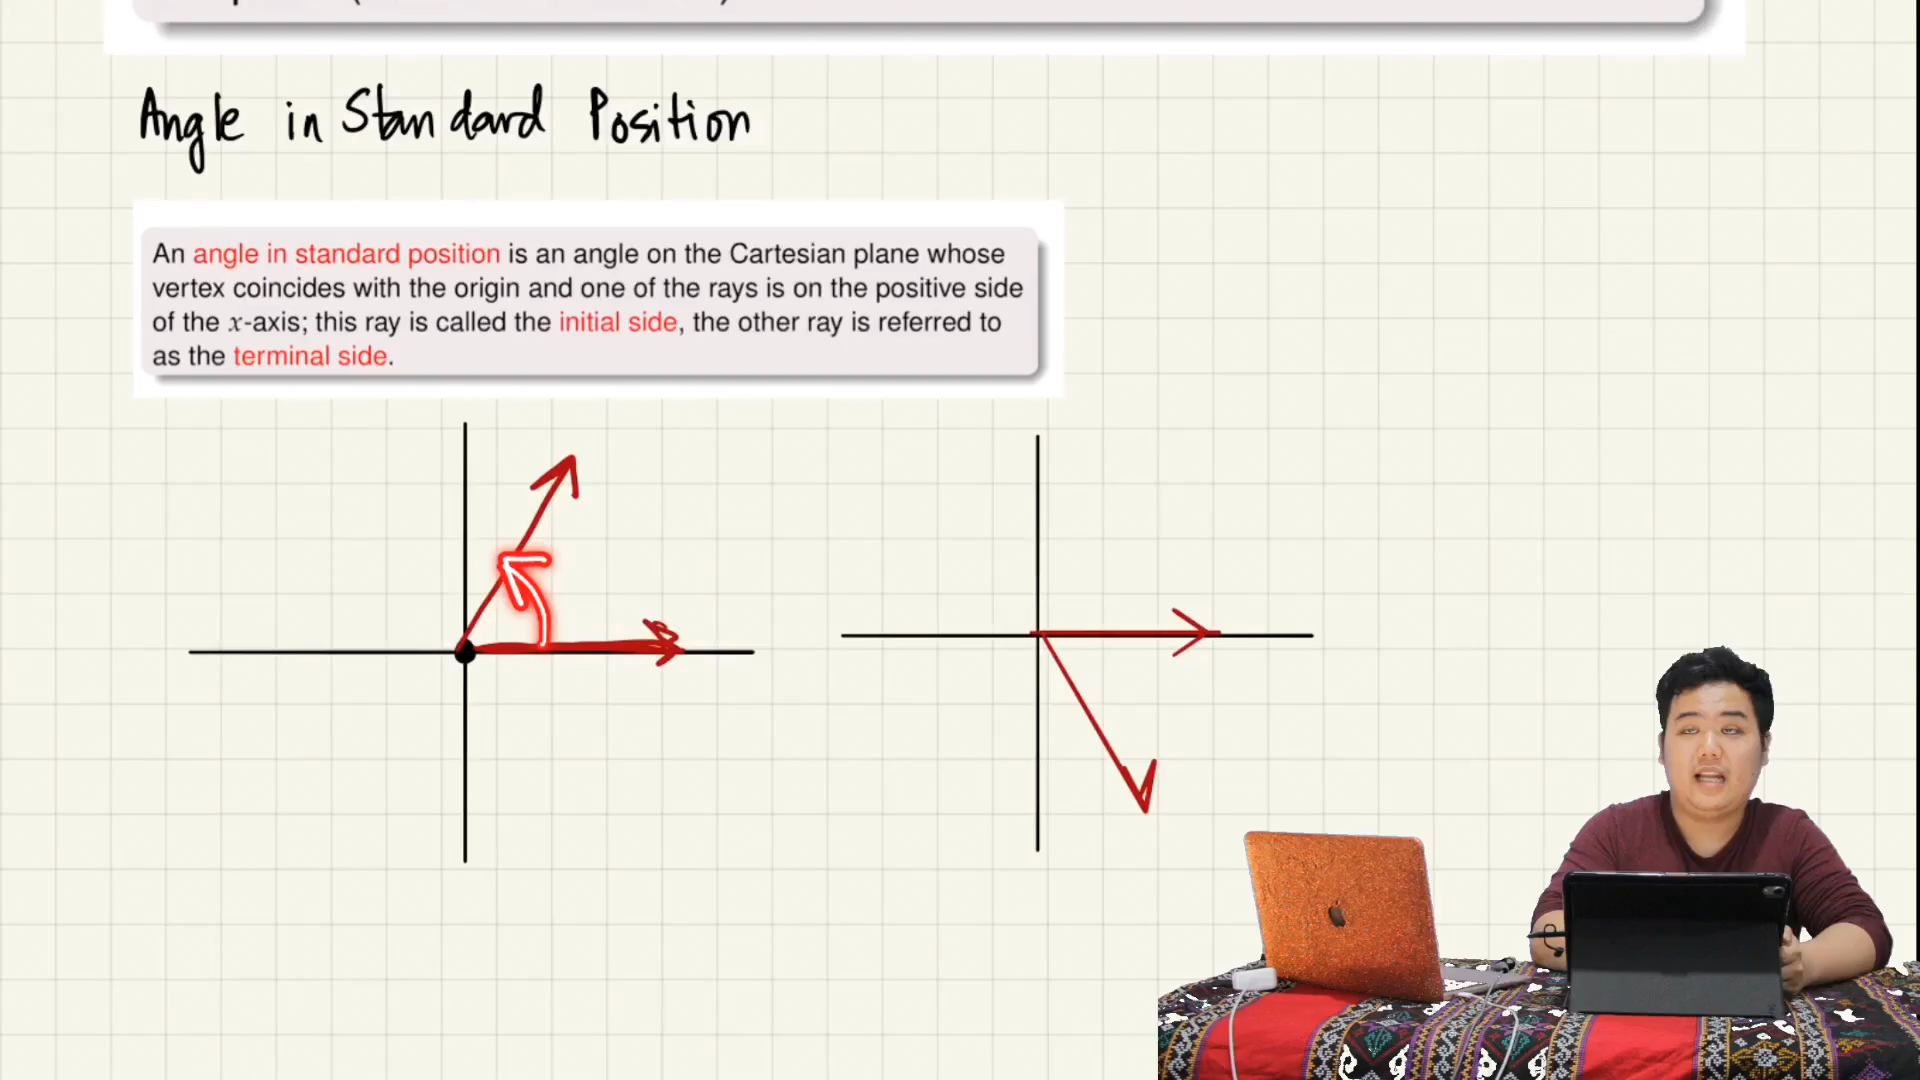 Angle in Standard Position
An angle in standard position is an angle on the Cartesian plane whose
vertex coincides with the origin and one of the rays is on the positive side
of the x-axis; this ray is called the initial side, the other ray is referred to
as the terminal side.